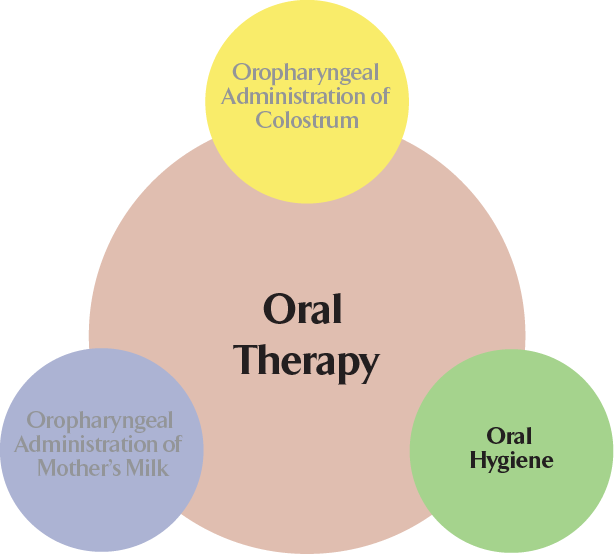 Oropharyngeal
Administration of
Colostrum
Oral
Therapy
Oropharyngeal
Administration of
Mother's Milk
Oral
Hygiene